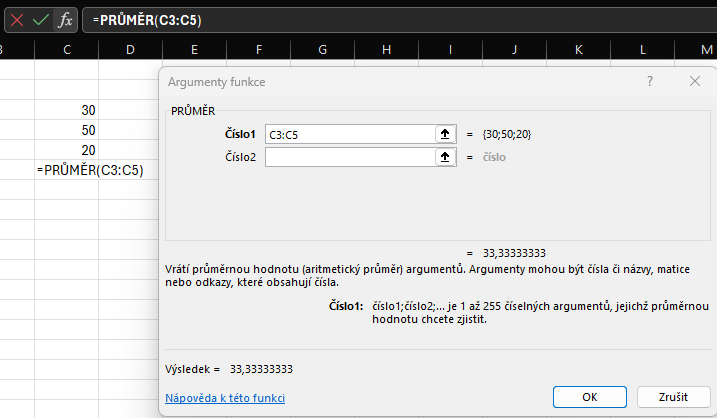 fx =PRŮMĚR(C3:C5)
B C D E F G H I J K L M
Argumenty funkce ?
PRŮMĚR
Číslo1 C3:C5 = {30;50;20}
Číslo2 = číslo
30
50
20
=PRŮMĚR(C3:C5)
= 33,33333333
Vrátí průměrnou hodnotu (aritmetický průměr) argumentů. Argumenty mohou být čísla či názvy, matice
nebo odkazy, které obsahují čísla.
Číslo1: číslo1;číslo2;... je 1 až 255 číselných argumentů, jejichž průměrnou
hodnotu chcete zjistit.
Výsledek = 33,33333333
Nápověda k této funkci
OK Zrušit